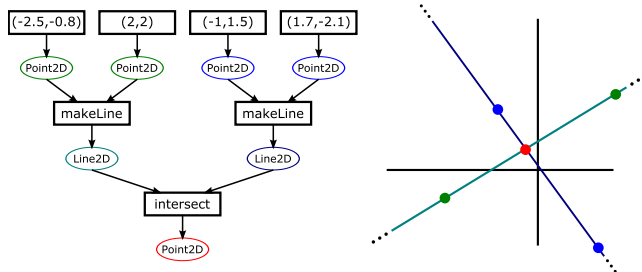 (-2.5,-0.8) (2,2) (-1,1.5) (1.7,-2.1)
Point2D Point2D Point2D Point2D
makeLine makeLine
Line2D Line2D
intersect
Point2D